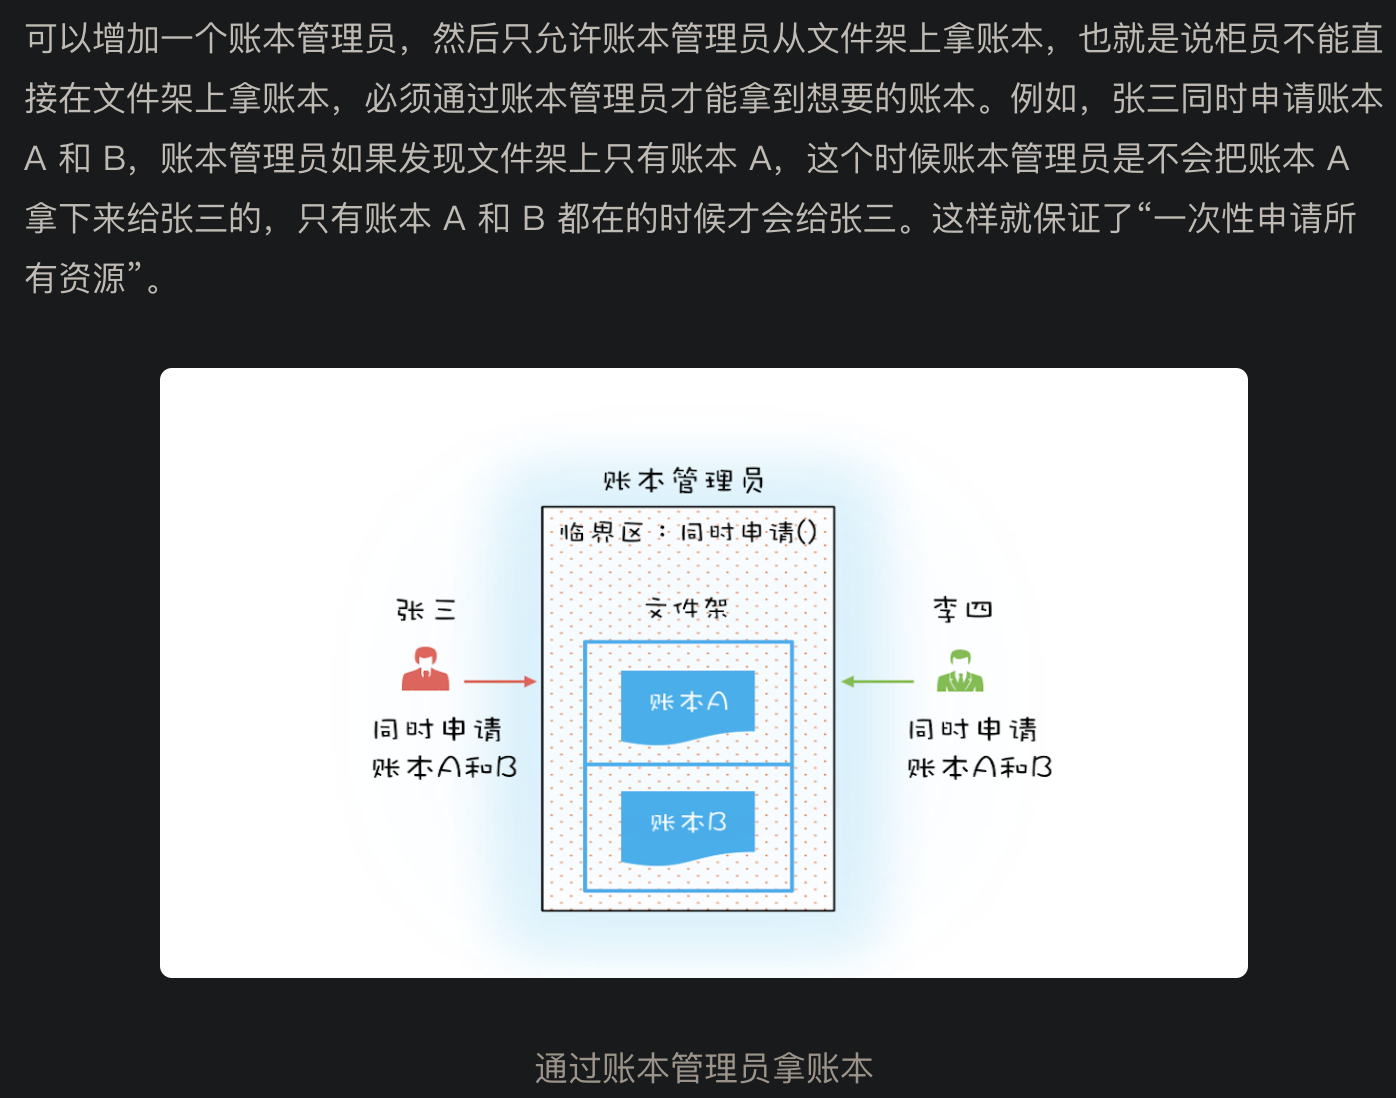 可以增加一个账本管理员，然后只允许账本管理员从文件架上拿账本，也就是说柜员不能直
接在文件架上拿账本，必须通过账本管理员才能拿到想要的账本。例如，张三同时申请账本
A 和 B，账本管理员如果发现文件架上只有账本 A，这个时候账本管理员是不会把账本 A
拿下来给张三的，只有账本 A 和 B 都在的时候才会给张三。这样就保证了“一次性申请所
有资源”。
账本管理员
临界区：同时申请()
张三
文件架
李四
账本A
同时申请
账本A和B
同时申请
账本A和B
账本B
通过账本管理员拿账本